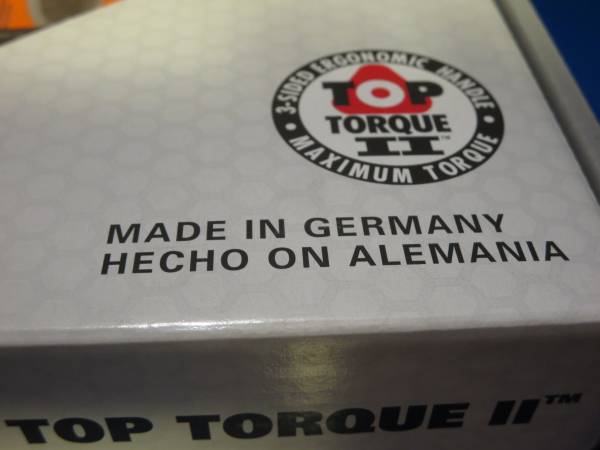 • 3-SIDED ERGONOMIC HANDLE •
TOP
TORQUE
II™
MAXIMUM TORQUE
MADE IN GERMANY
HECHO ON ALEMANIA
TOP TORQUE II™